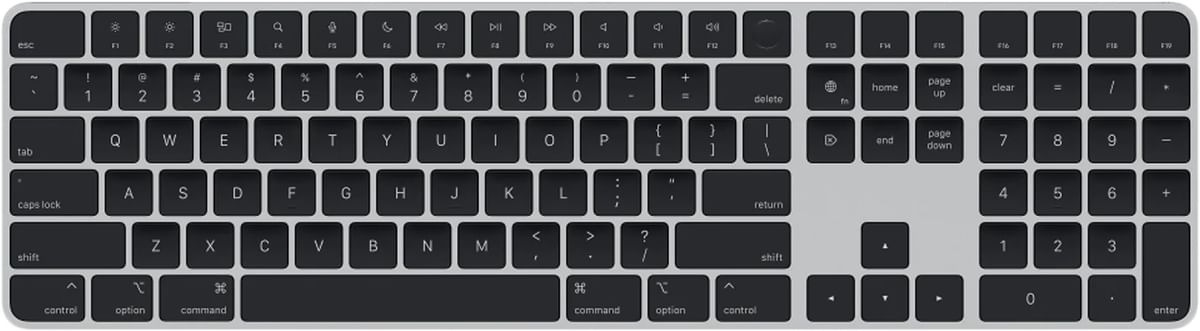 esc F1 F2 F3 F4 F5 F6 F7 F8 F9 F10 F11 F12 F13 F14 F15 F16 F17 F18 F19
~ ! @ # $ % ^ & * ( ) — +
` 1 2 3 4 5 6 7 8 9 0 - = delete fn home page up clear = / *
tab Q W E R T Y U I O P { [ } ] | \ end page down 7 8 9 −
caps lock A S D F G H J K L : ; " ' return 4 5 6 +
shift Z X C V B N M < , > . ? / shift 1 2 3
control option command command option control 0 . enter